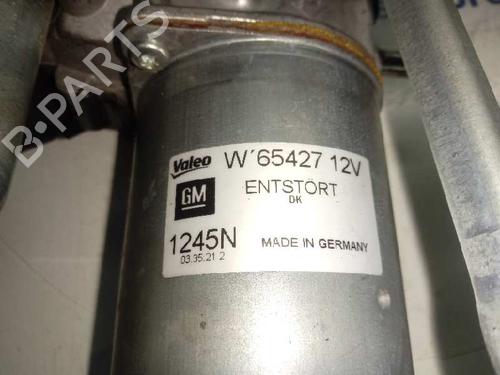 B-PARTS
Valeo W´65427 12V
GM ENTSTÖRT
DK
1245N MADE IN GERMANY
03.35.21.2